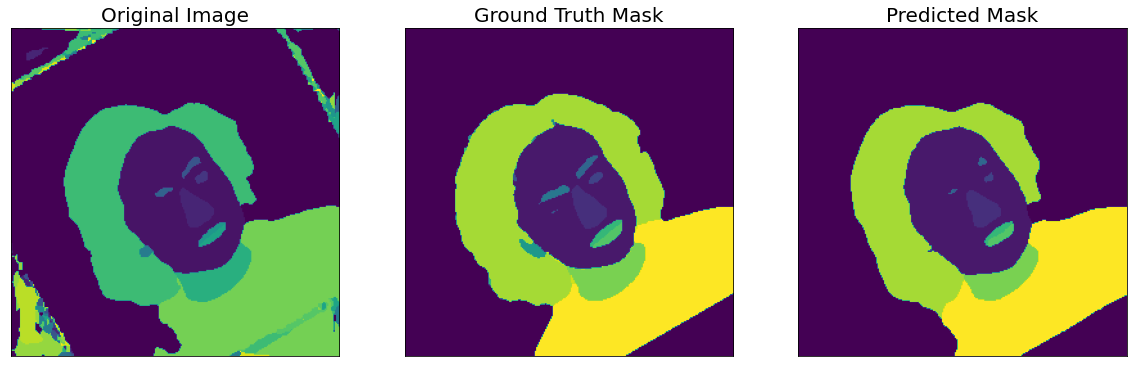 Original Image
Ground Truth Mask
Predicted Mask